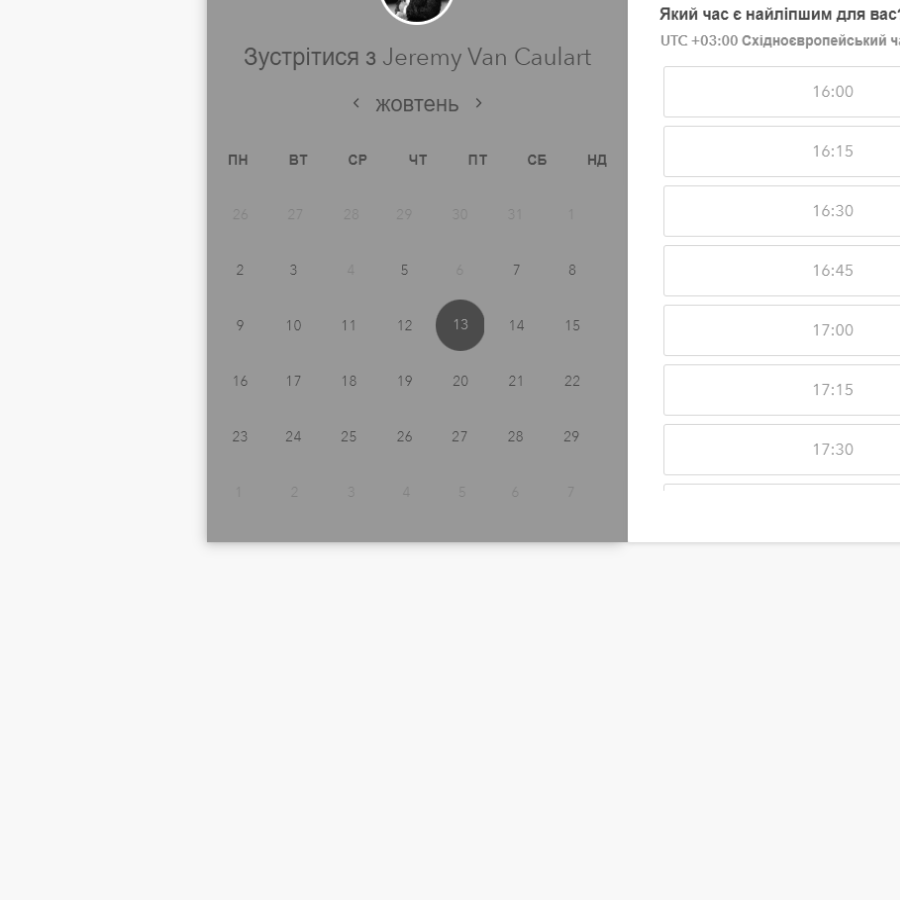 Зустрітися з Jeremy Van Caulart
жовтень
ПН ВТ СР ЧТ ПТ СБ НД
26 27 28 29 30 31 1
2 3 4 5 6 7 8
9 10 11 12 13 14 15
16 17 18 19 20 21 22
23 24 25 26 27 28 29
1 2 3 4 5 6 7
Який час є найліпшим для вас?
UTC +03:00 Східноєвропейський
16:00
16:15
16:30
16:45
17:00
17:15
17:30